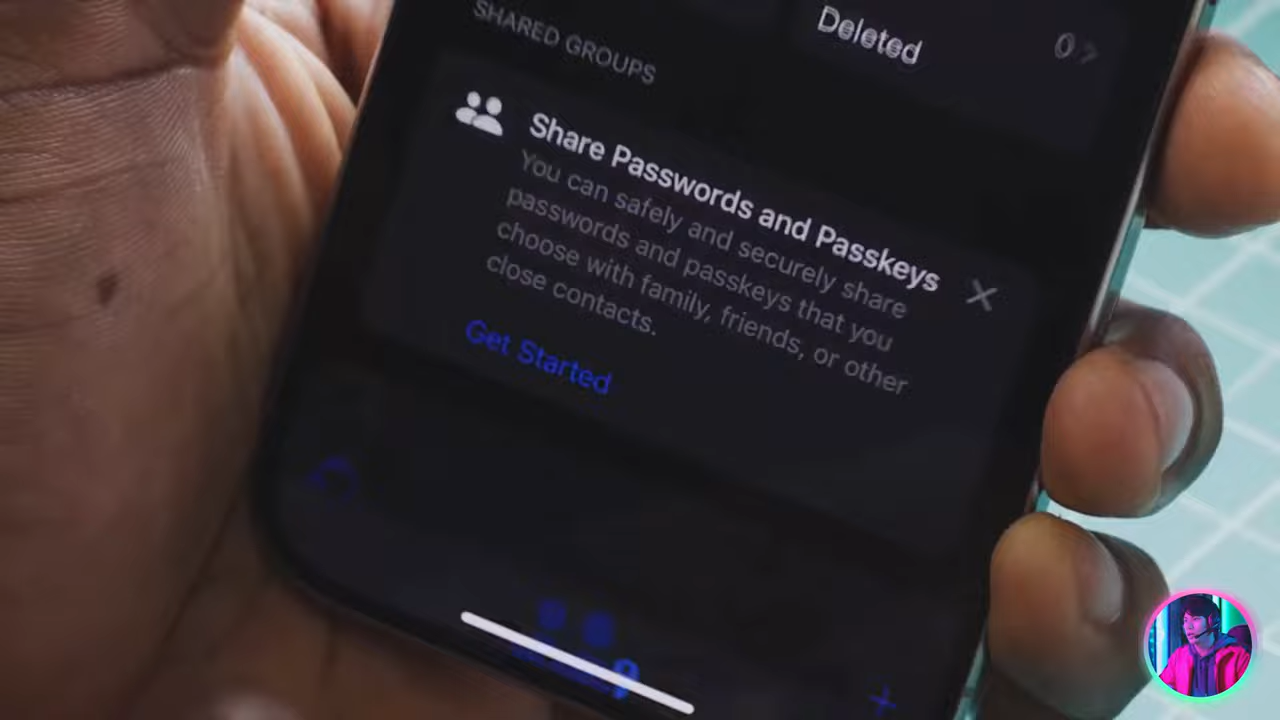 SHARED GROUPS
Deleted
0
Share Passwords and Passkeys
You can safely and securely share
passwords and passkeys that you
choose with family, friends, or other
close contacts.
Get Started